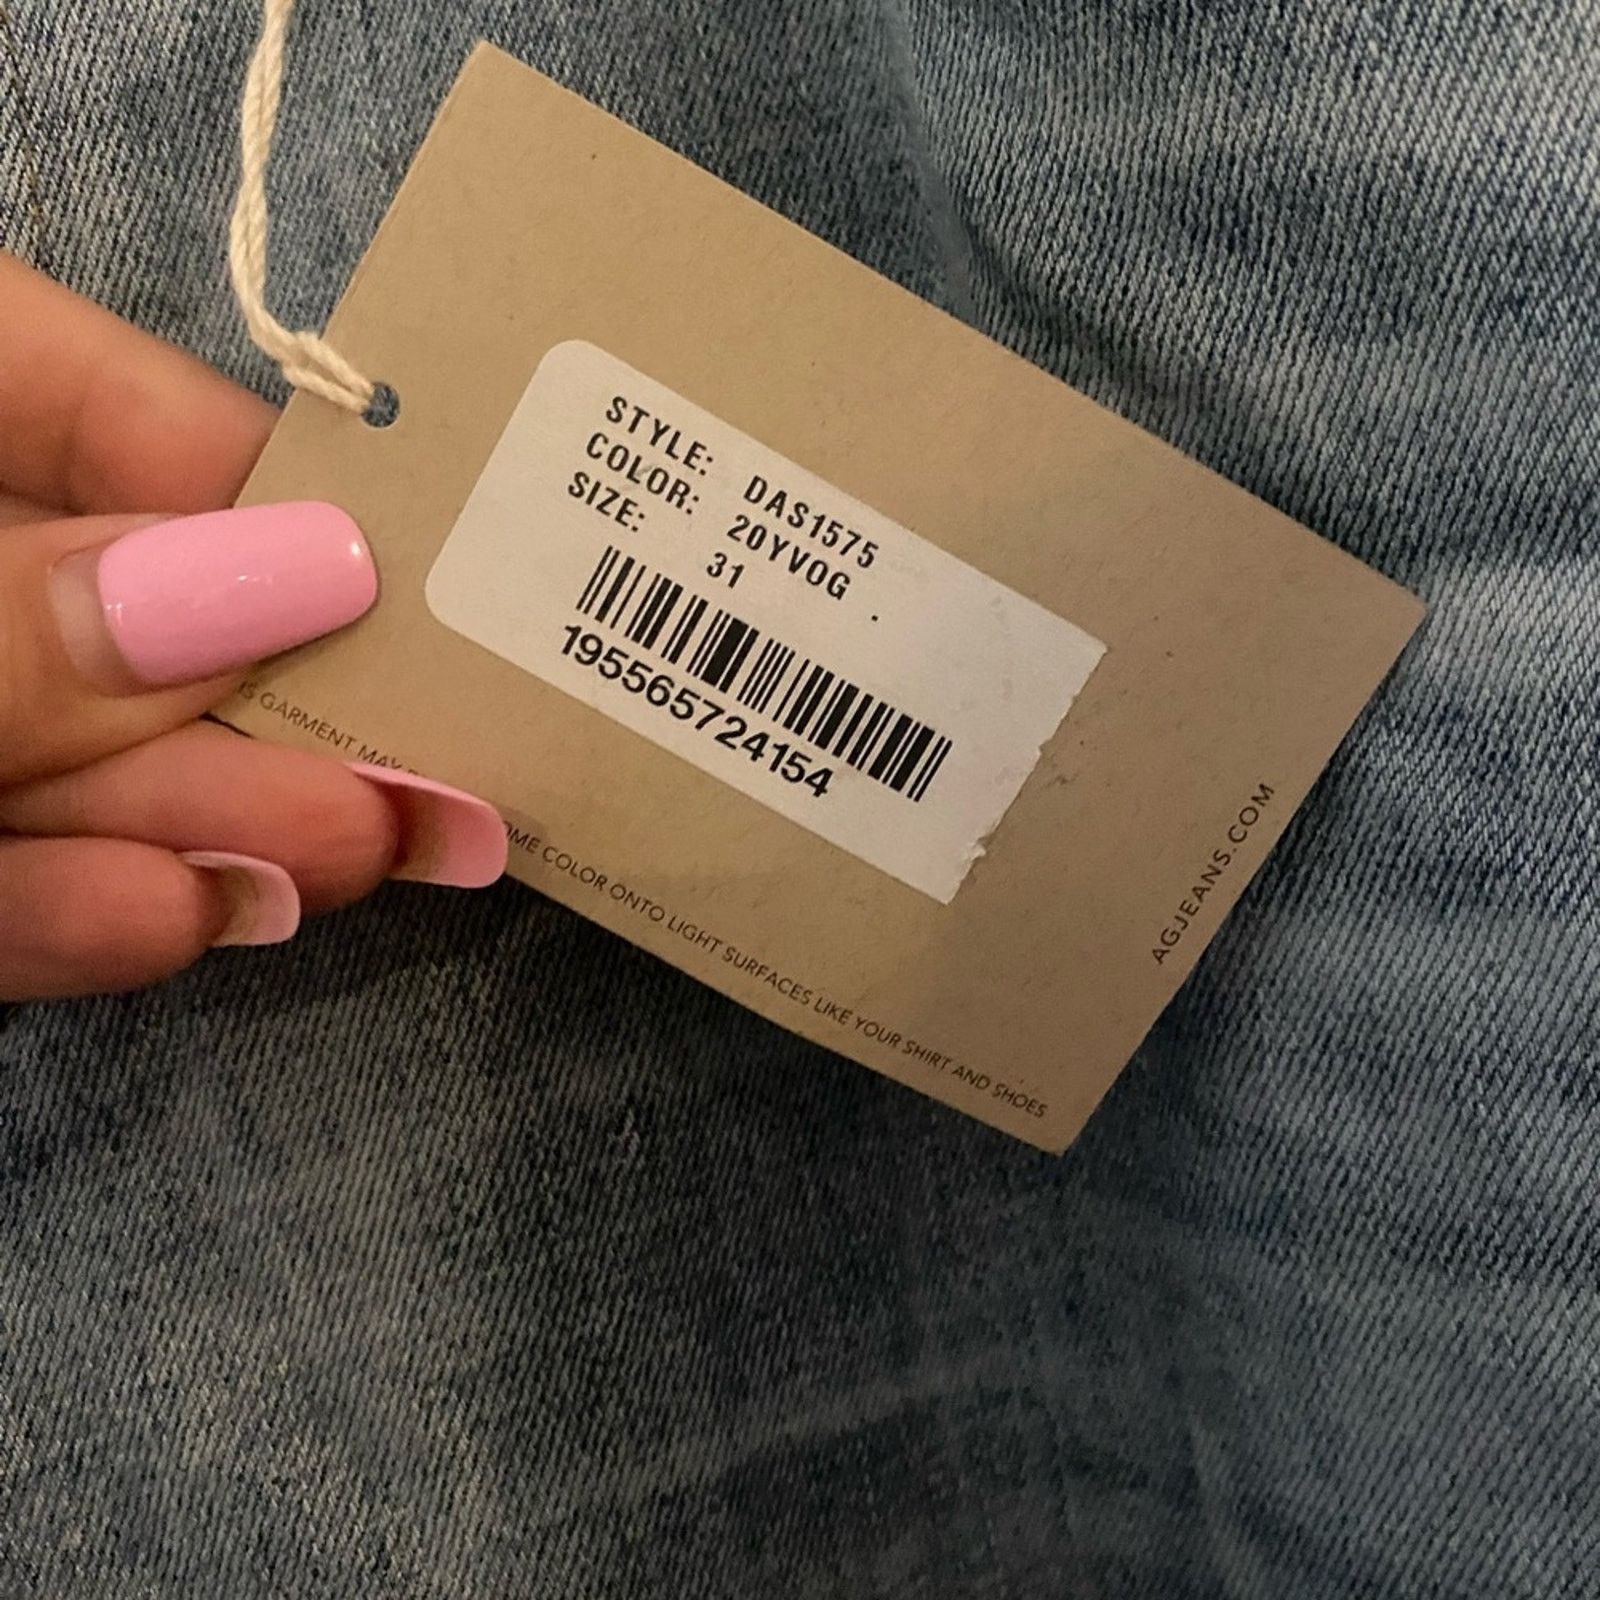 STYLE: DAS1575
COLOR: 20YVOG
SIZE: 31
195565724154
GARMENT MAY COLOR ONTO LIGHT SURFACES LIKE YOUR SHIRT AND SHOES
AGJEANS.COM